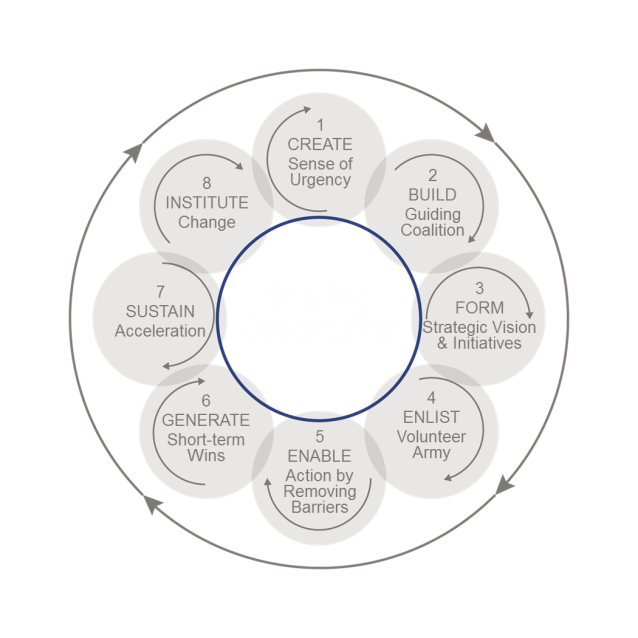 1
CREATE
Sense of
Urgency
2
BUILD
Guiding
Coalition
3
FORM
Strategic Vision
& Initiatives
4
ENLIST
Volunteer
Army
5
ENABLE
Action by
Removing
Barriers
6
GENERATE
Short-term
Wins
7
SUSTAIN
Acceleration
8
INSTITUTE
Change